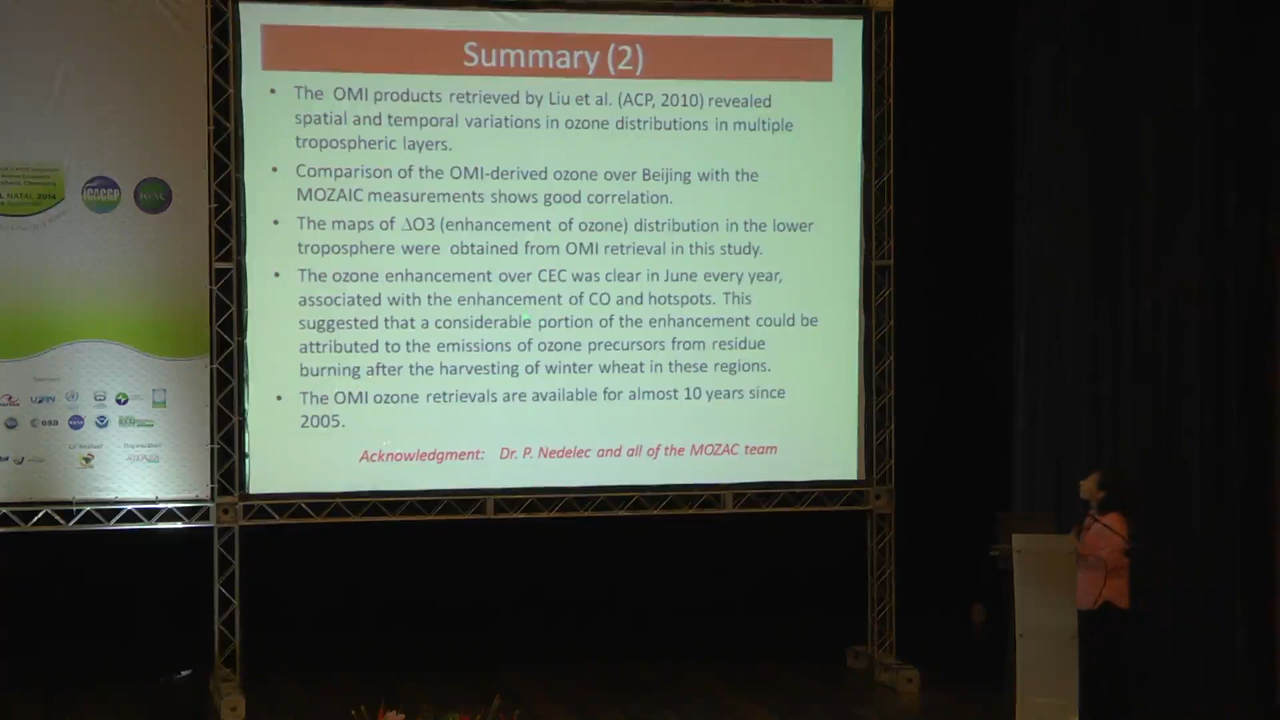 Summary (2)
• The OMI products retrieved by Liu et al. (ACP, 2010) revealed
spatial and temporal variations in ozone distributions in multiple
tropospheric layers.
• Comparison of the OMI-derived ozone over Beijing with the
MOZAIC measurements shows good correlation.
• The maps of ΔO3 (enhancement of ozone) distribution in the lower
troposphere were obtained from OMI retrieval in this study.
• The ozone enhancement over CEC was clear in June every year,
associated with the enhancement of CO and hotspots. This
suggested that a considerable portion of the enhancement could be
attributed to the emissions of ozone precursors from residue
burning after the harvesting of winter wheat in these regions.
• The OMI ozone retrievals are available for almost 10 years since
2005.
Acknowledgment: Dr. P. Nedelec and all of the MOZAC team
NATAL 2014
iCACGP
esa